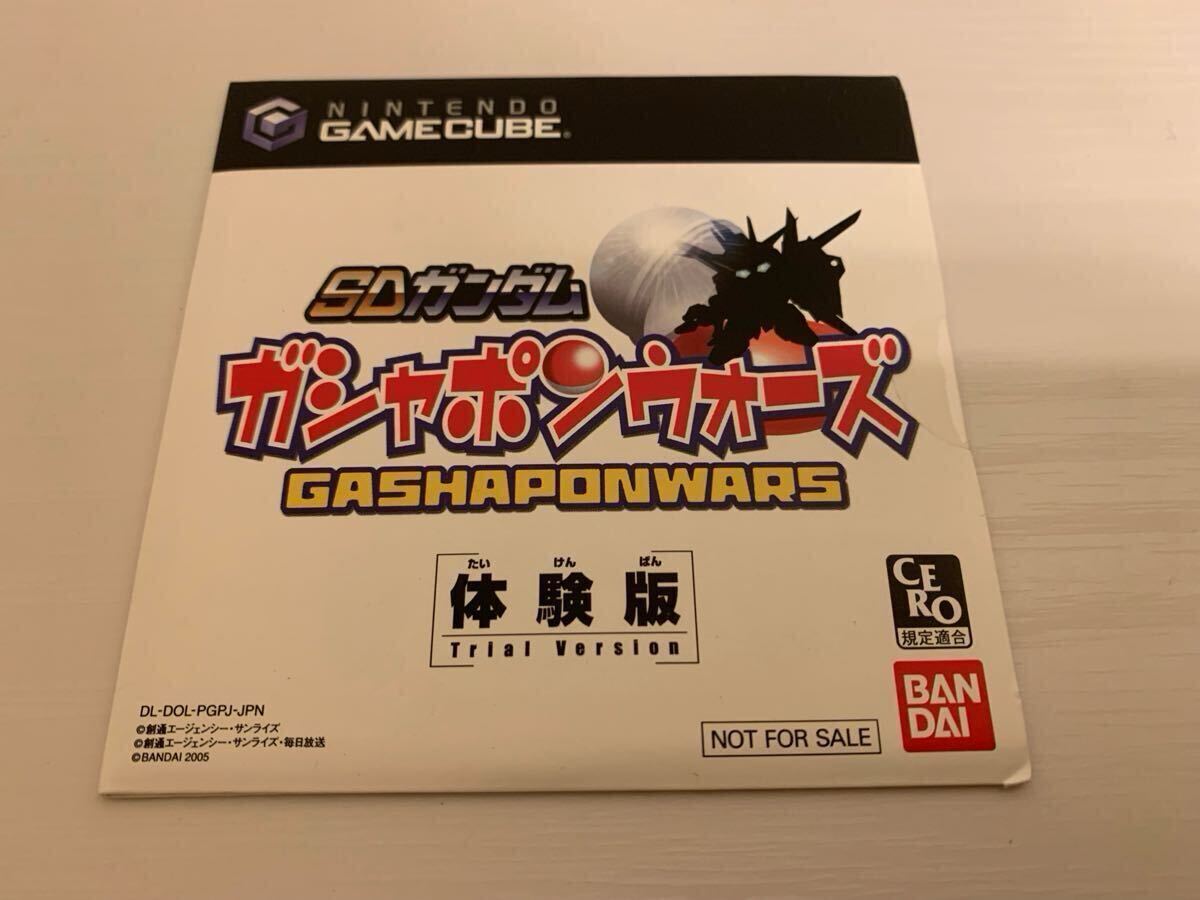 NINTENDO
GAMECUBE®
SDガンダム
ガシャポンウォーズ
GASHAPONWARS
たい けん ばん
体験版
Trial Version
CERO
規定適合
BAN
DAI
DL-DOL-PGPJ-JPN
©創通エージェンシー・サンライズ
©創通エージェンシー・サンライズ・毎日放送
©BANDAI 2005
NOT FOR SALE